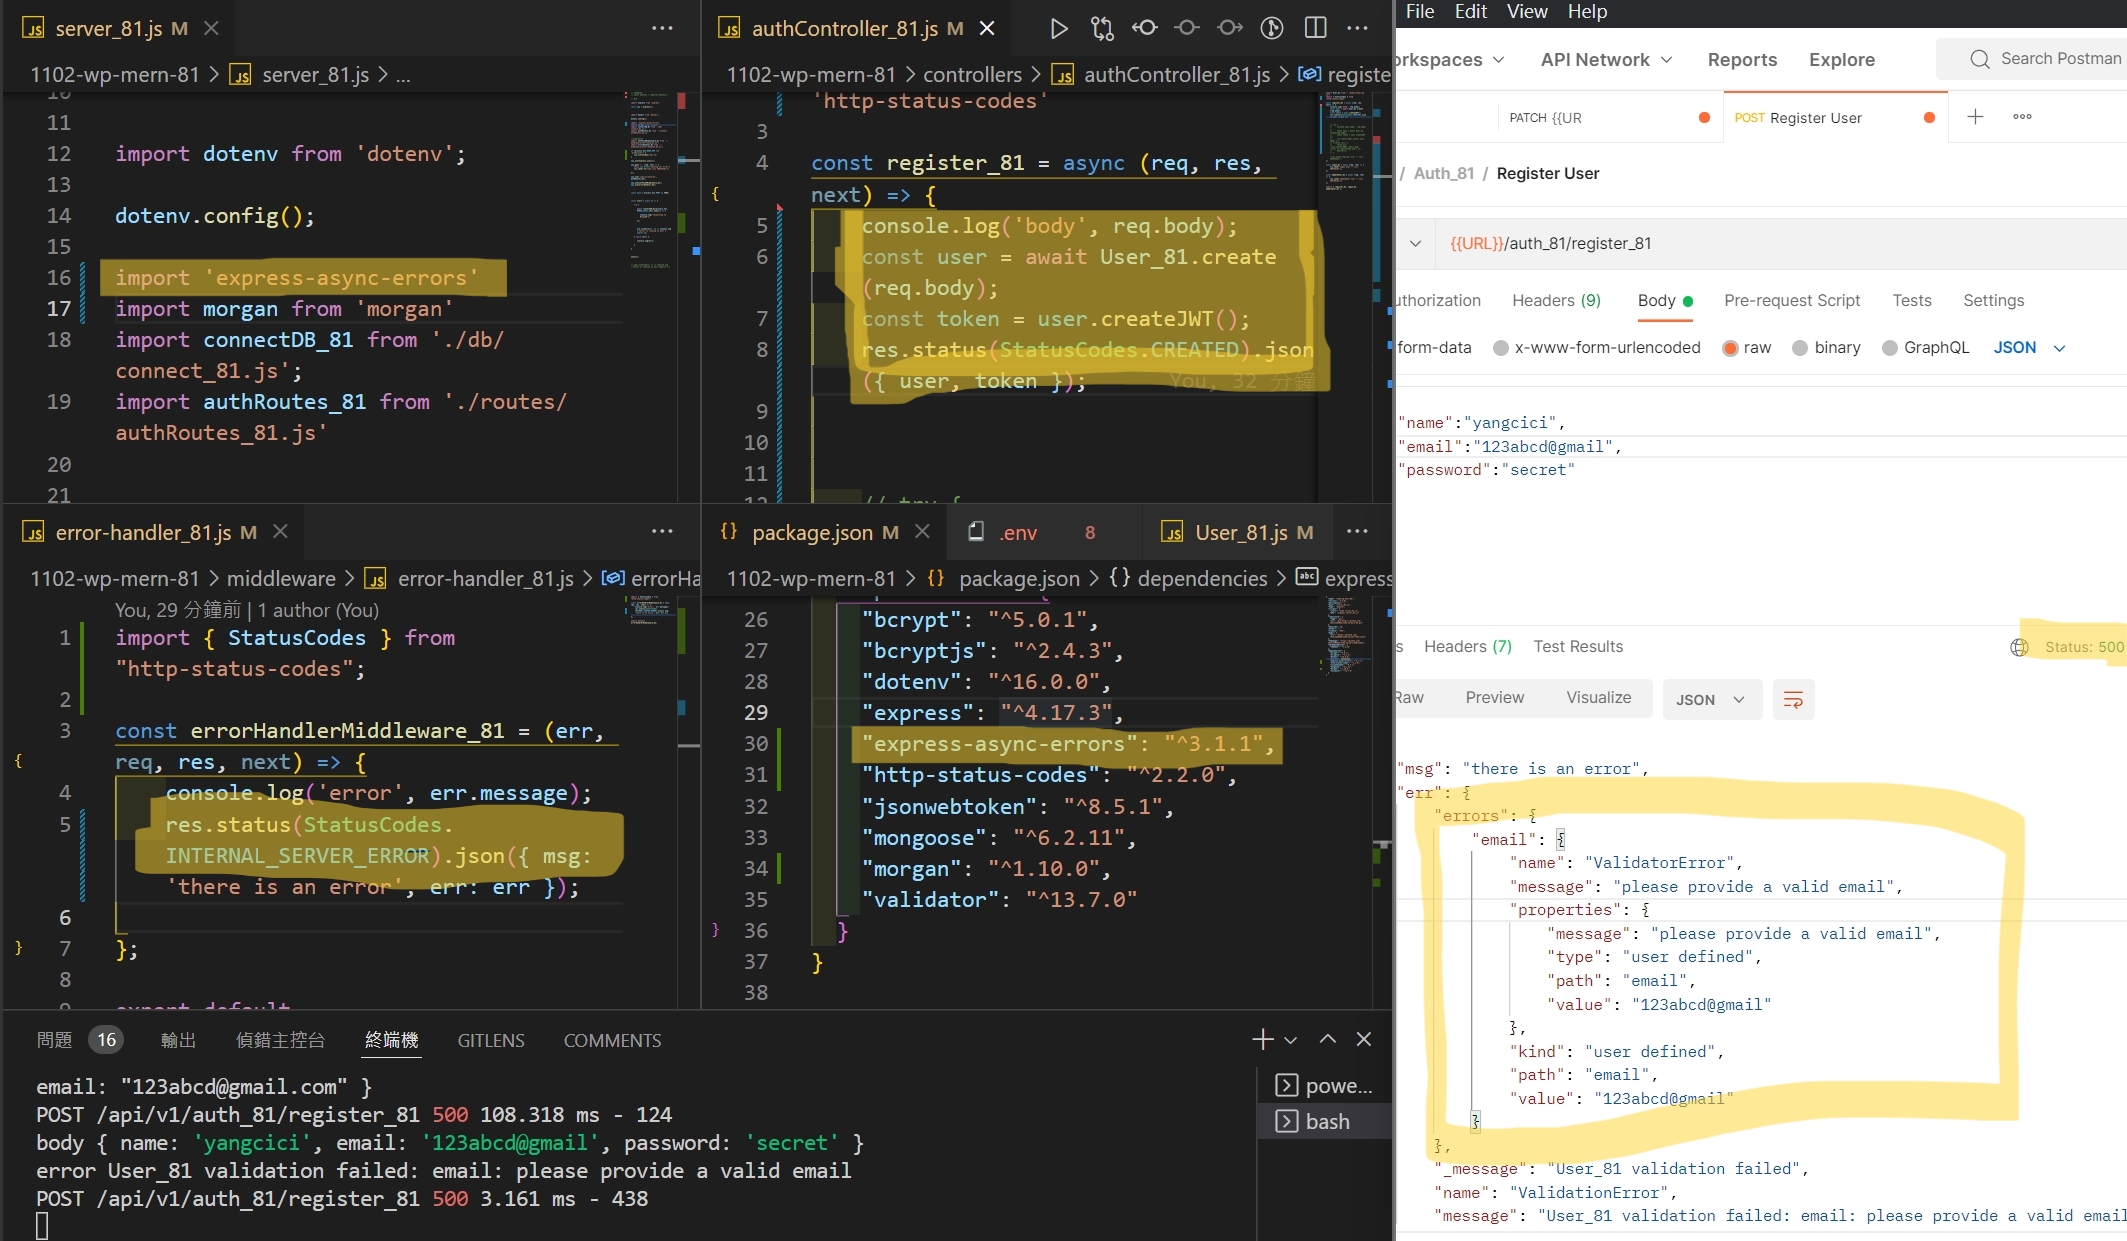 server_81.js M
1102-wp-mern-81 > server_81.js > ...
10
11
12 import dotenv from 'dotenv';
13
14 dotenv.config();
15
16 import 'express-async-errors'
17 import morgan from 'morgan'
18 import connectDB_81 from './db/
connect_81.js';
19 import authRoutes_81 from './routes/
authRoutes_81.js'
20
21
authController_81.js M
1102-wp-mern-81 > controllers > authController_81.js > registe
'http-status-codes'
3
4 const register_81 = async (req, res,
next) => {
5 console.log('body', req.body);
6 const user = await User_81.create
(req.body);
7 const token = user.createJWT();
8 res.status(StatusCodes.CREATED).json
({ user, token }); You, 32 分鐘
9
10
11
12 // try {
error-handler_81.js M
1102-wp-mern-81 > middleware > error-handler_81.js > errorHa
You, 29 分鐘前 | 1 author (You)
1 import { StatusCodes } from
"http-status-codes";
2
3 const errorHandlerMiddleware_81 = (err,
req, res, next) => {
4 console.log('error', err.message);
5 res.status(StatusCodes.
INTERNAL_SERVER_ERROR).json({ msg:
'there is an error', err: err });
6
7 };
8
9 export default
package.json M .env 8 User_81.js M
1102-wp-mern-81 > package.json > {} dependencies > express
26 "bcrypt": "^5.0.1",
27 "bcryptjs": "^2.4.3",
28 "dotenv": "^16.0.0",
29 "express": "^4.17.3",
30 "express-async-errors": "^3.1.1",
31 "http-status-codes": "^2.2.0",
32 "jsonwebtoken": "^8.5.1",
33 "mongoose": "^6.2.11",
34 "morgan": "^1.10.0",
35 "validator": "^13.7.0"
36 }
37 }
38
問題 16 輸出 偵錯主控台 終端機 GITLENS COMMENTS
email: "123abcd@gmail.com" }
POST /api/v1/auth_81/register_81 500 108.318 ms - 124
body { name: 'yangcici', email: '123abcd@gmail', password: 'secret' }
error User_81 validation failed: email: please provide a valid email
POST /api/v1/auth_81/register_81 500 3.161 ms - 438
powe...
bash
File Edit View Help
orkspaces API Network Reports Explore Search Postman
PATCH {{UR POST Register User
/ Auth_81 / Register User
{{URL}}/auth_81/register_81
uthorization Headers (9) Body Pre-request Script Tests Settings
form-data x-www-form-urlencoded raw binary GraphQL JSON
"name":"yangcici",
"email":"123abcd@gmail",
"password":"secret"
s Headers (7) Test Results Status: 500
Raw Preview Visualize JSON
"msg": "there is an error",
"err": {
"errors": {
"email": {
"name": "ValidatorError",
"message": "please provide a valid email",
"properties": {
"message": "please provide a valid email",
"type": "user defined",
"path": "email",
"value": "123abcd@gmail"
},
"kind": "user defined",
"path": "email",
"value": "123abcd@gmail"
}
},
"_message": "User_81 validation failed",
"name": "ValidationError",
"message": "User_81 validation failed: email: please provide a valid email